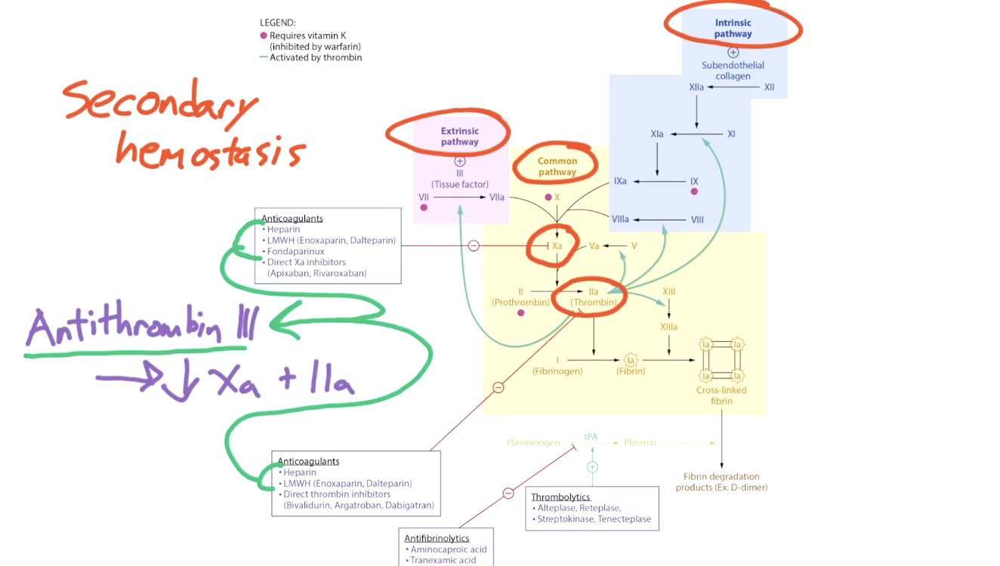 LEGEND:
Requires vitamin K
(inhibited by warfarin)
Activated by thrombin
Secondary
hemostasis
Intrinsic
pathway
+
Subendothelial
collagen
XIIa XII
XIa XI
IXa IX
VIIIa VIII
Extrinsic
pathway
+
III
(Tissue factor)
VII VIIa
Common
pathway
X
Xa Va V
II IIa XIII
(Prothrombin) (Thrombin)
XIIIa
I Ia
(Fibrinogen) (Fibrin)
Ia Ia
Ia Ia
Cross-linked
fibrin
Anticoagulants
• Heparin
• LMWH (Enoxaparin, Dalteparin)
• Fondaparinux
• Direct Xa inhibitors
(Apixaban, Rivaroxaban)
−
Antithrombin III
→ ↓ Xa + IIa
−
Anticoagulants
• Heparin
• LMWH (Enoxaparin, Dalteparin)
• Direct thrombin inhibitors
(Bivalidurin, Argatroban, Dabigatran)
tPA
Plasminogen Plasmin
+
−
Fibrin degradation
products (Ex: D-dimer)
Thrombolytics
• Alteplase, Reteplase,
• Streptokinase, Tenecteplase
Antifibrinolytics
• Aminocaproic acid
• Tranexamic acid